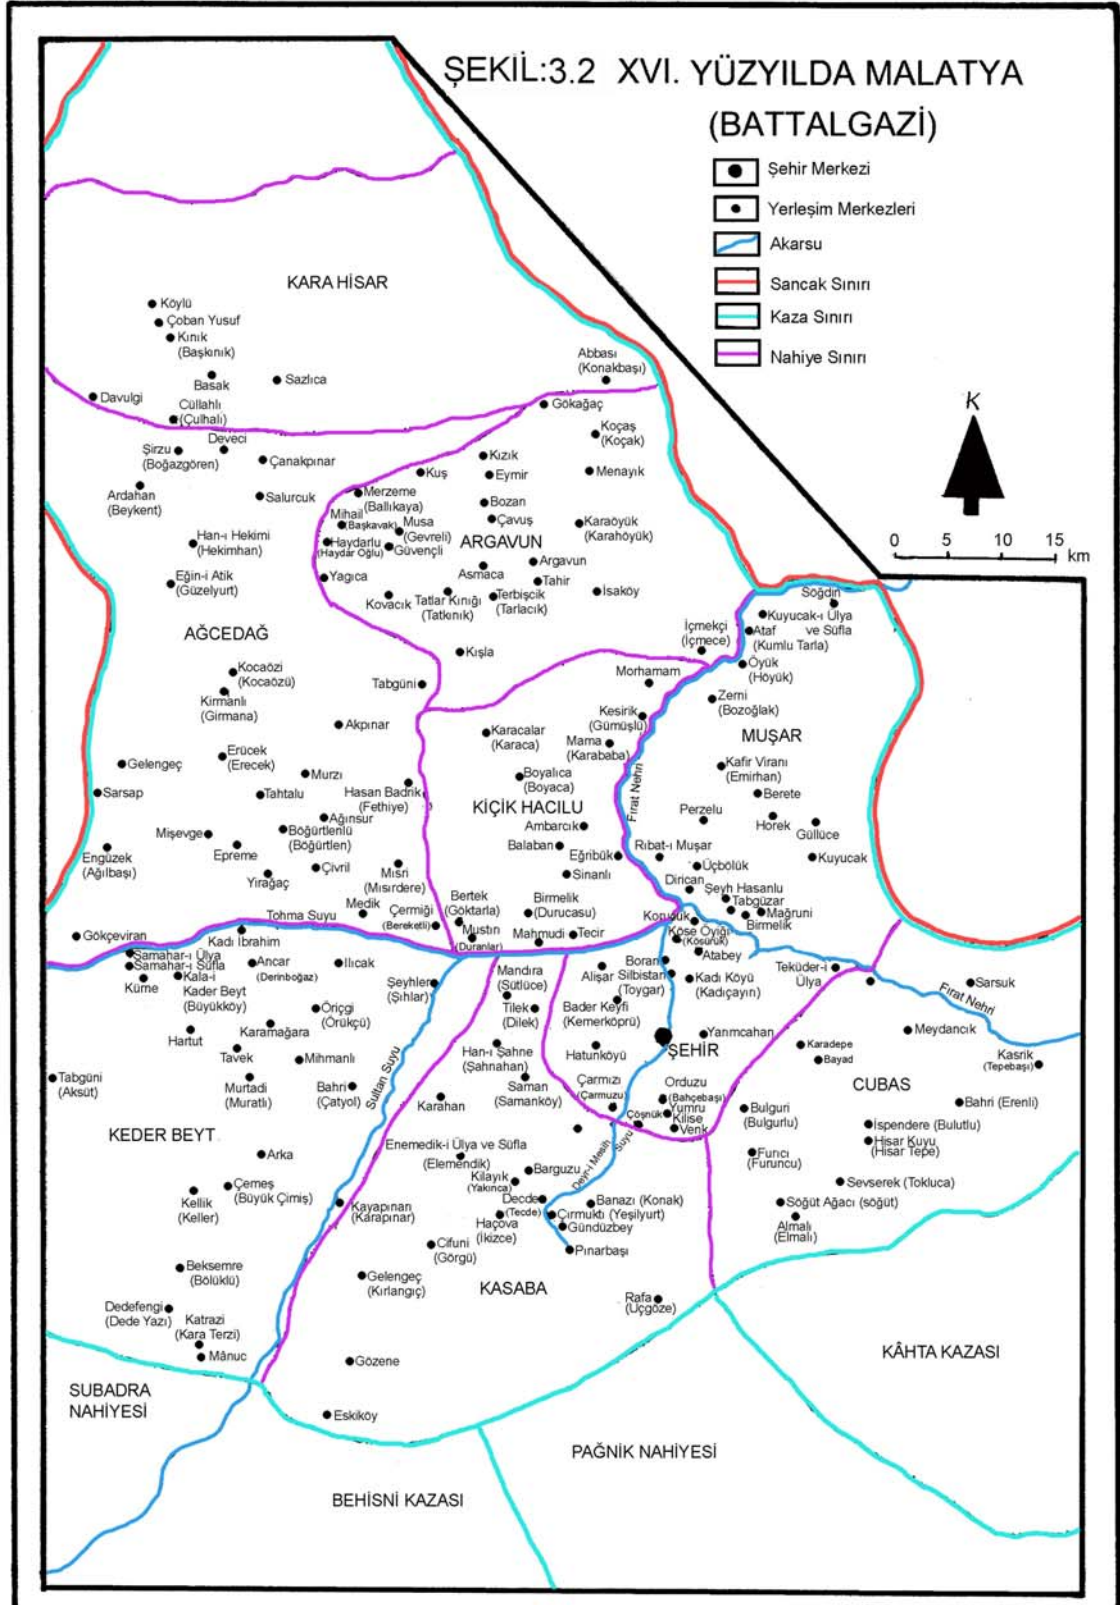 ŞEKİL:3.2 XVI. YÜZYILDA MALATYA
(BATTALGAZİ)
Şehir Merkezi
Yerleşim Merkezleri
Akarsu
Sancak Sınırı
Kaza Sınırı
Nahiye Sınırı
K
0 5 10 15
km
KARA HİSAR
Köylü
Çoban Yusuf
Kınık
(Başkınık)
Basak
Sazlıca
Davulgi
Cüllahlı
(Çulhalı)
Abbası
(Konakbaşı)
Gökağaç
Şirzu
(Boğazgören)
Deveci
Çanakpınar
Ardahan
(Beykent)
Salurcuk
Han-ı Hekimi
(Hekimhan)
Eğin-i Atik
(Güzelyurt)
AĞCEDAĞ
Kocaözi
(Kocaözü)
Kirmanlı
(Girmana)
Tabgüni
Akpınar
Erücek
(Erecek)
Gelengeç
Murzı
Sarsap
Tahtalu
Hasan Badrik
(Fethiye)
Ağınsur
Mişevge
Böğürtlenlü
(Böğürtlen)
Engüzek
(Ağılbaşı)
Epreme
Yirağaç
Çivril
Mısri
(Mısırdere)
Medik
Çermiği
(Bereketli)
Tohma Suyu
Koçaş
(Koçak)
Kızık
Kuş
Eymir
Menayık
Merzeme
(Ballıkaya)
Bozan
Mihail
(Başkavak)
Musa
(Gevreli)
Çavuş
Karaöyük
(Karahöyük)
Haydarlu
(Haydar Oğlu)
Güvençli
ARGAVUN
Yagıca
Asmaca
Argavun
Tahir
Kovacık
Tatlar Kınığı
(Tatkınık)
Terbişcik
(Tarlacık)
İsaköy
Kışla
İçmekçi
(İçmece)
Morhamam
Kesirik
(Gümüşlü)
Karacalar
(Karaca)
Mama
(Karababa)
Boyalıca
(Boyaca)
KİÇİK HACILU
Ambarcık
Balaban
Eğribük
Sinanlı
Bertek
(Göktarla)
Birmelik
(Durucasu)
Mustın
(Duranlar)
Mahmudi
Tecir
Fırat Nehri
Söğdin
Kuyucak-ı Ülya
ve Süfla
Ataf
(Kumlu Tarla)
Öyük
(Höyük)
Zerni
(Bozoğlak)
MUŞAR
Kafir Viranı
(Emirhan)
Berete
Perzelu
Horek
Güllüce
Rıbat-ı Muşar
Üçbölük
Kuyucak
Dirican
Şeyh Hasanlu
Tabgüzar
Mağruni
Birmelik
Korucuk
Köse Öyiği
(Kösürük)
Atabey
Boran
Silbistan
(Toygar)
Kadı Köyü
(Kadıçayırı)
Alişar
Bader Keyfi
(Kemerköprü)
Hatunköyü
ŞEHİR
Yarımcahan
Çarmızı
(Çarmuzu)
Orduzu
(Bahçebaşı)
Yumru
Kilise
Çöşnük
Venk
Teküder-i
Ülya
Sarsuk
Fırat Nehri
Meydancık
Karadepe
Bayad
Kasrik
(Tepebaşı)
CUBAS
Bahri (Erenli)
Bulguri
(Bulgurlu)
İspendere (Bulutlu)
Hisar Kuyu
(Hisar Tepe)
Furıcı
(Furuncu)
Sevserek (Tokluca)
Söğüt Ağacı (söğüt)
Almalı
(Elmalı)
Gökçeviran
Kadı İbrahim
Samahar-ı Ülya
Samahar-ı Süfla
Küme
Kala-i
Kader Beyt
(Büyükköy)
Ancar
(Derinboğaz)
Ilıcak
Şeyhler
(Şıhlar)
Öriçgi
(Örükçü)
Hartut
Karamağara
Tavek
Mihmanlı
Tabgüni
(Aksüt)
Murtadi
(Muratlı)
Bahri
(Çatyol)
Sultan Suyu
KEDER BEYT
Arka
Çemeş
(Büyük Çimiş)
Kellik
(Keller)
Kayapınarı
(Karapınar)
Beksemre
(Bölüklü)
Dedefengi
(Dede Yazı)
Katrazi
(Kara Terzi)
Mânuc
Mandıra
(Sütlüce)
Tilek
(Dilek)
Han-ı Şahne
(Şahnahan)
Saman
(Samanköy)
Karahan
Enemedik-i Ülya ve Süfla
(Elemendik)
Barguzu
Kilayık
(Yakınca)
Deyr-i Mesih
Suyu
Decde
(Tecde)
Banazı (Konak)
Çırmuktı (Yeşilyurt)
Haçova
(İkizce)
Gündüzbey
Cifuni
(Görgü)
Pınarbaşı
Gelengeç
(Kırlangıç)
KASABA
Rafa
(Üçgöze)
Gözene
Eskiköy
KÂHTA KAZASI
SUBADRA
NAHİYESİ
PAĞNİK NAHİYESİ
BEHİSNİ KAZASI